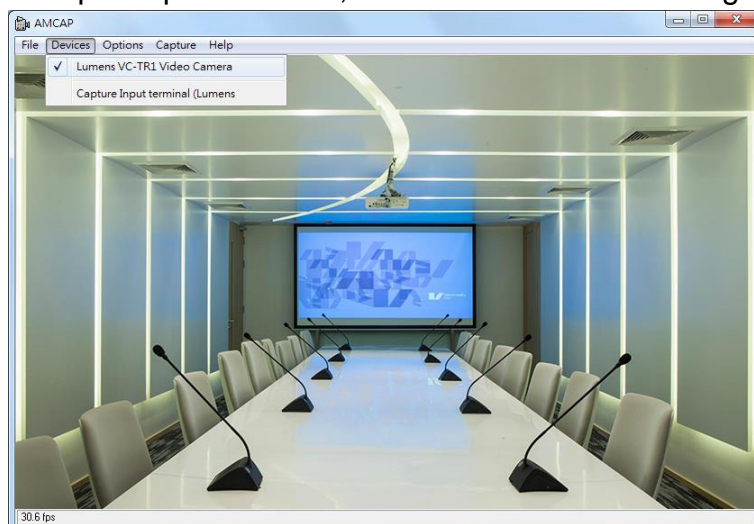 AMCAP
File Devices Options Capture Help
Lumens VC-TR1 Video Camera
Capture Input terminal (Lumens
30.6 fps